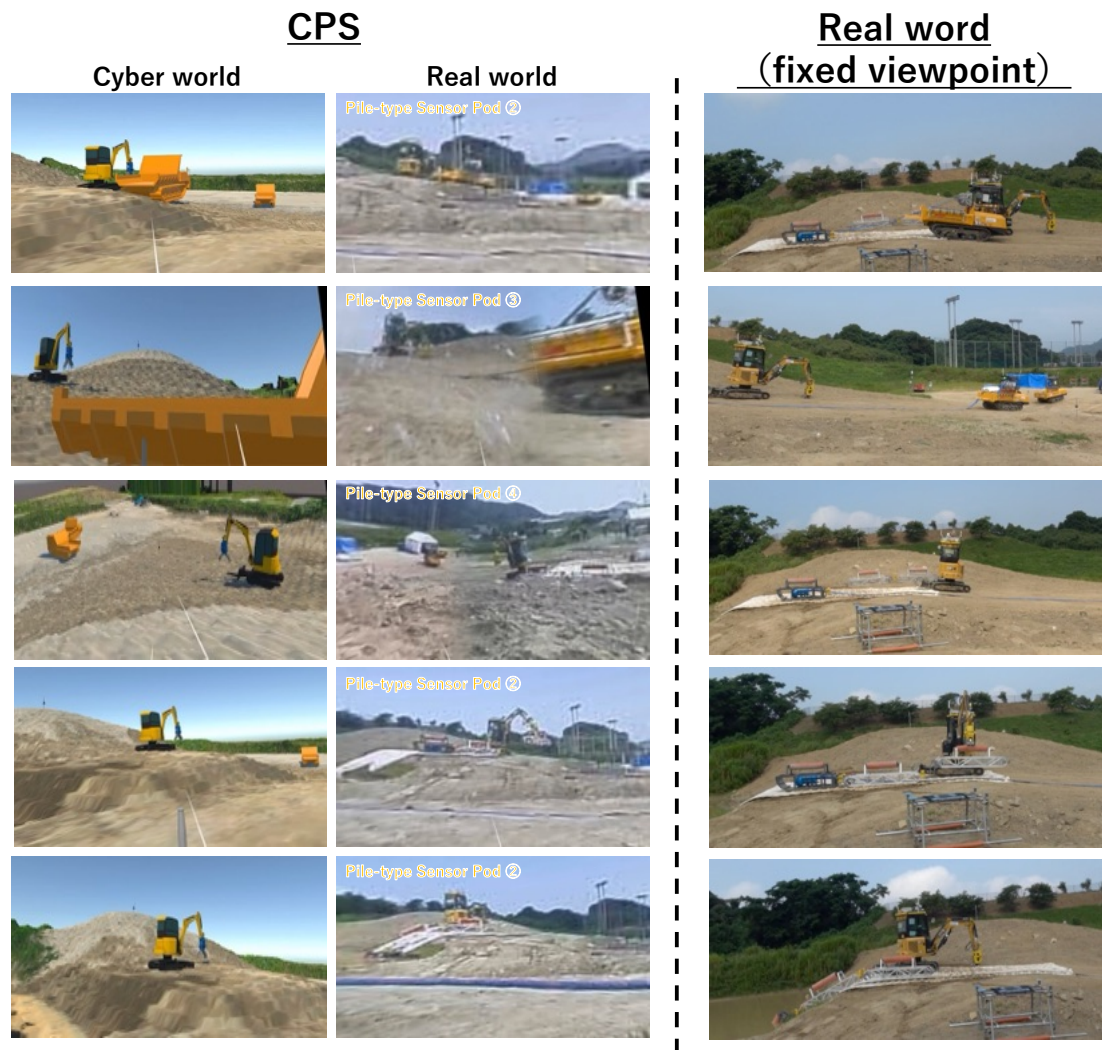 CPS
Real word
(fixed viewpoint)
Cyber world
Real world
Pile-type Sensor Pod ②
Pile-type Sensor Pod ③
Pile-type Sensor Pod ④
Pile-type Sensor Pod ②
Pile-type Sensor Pod ②